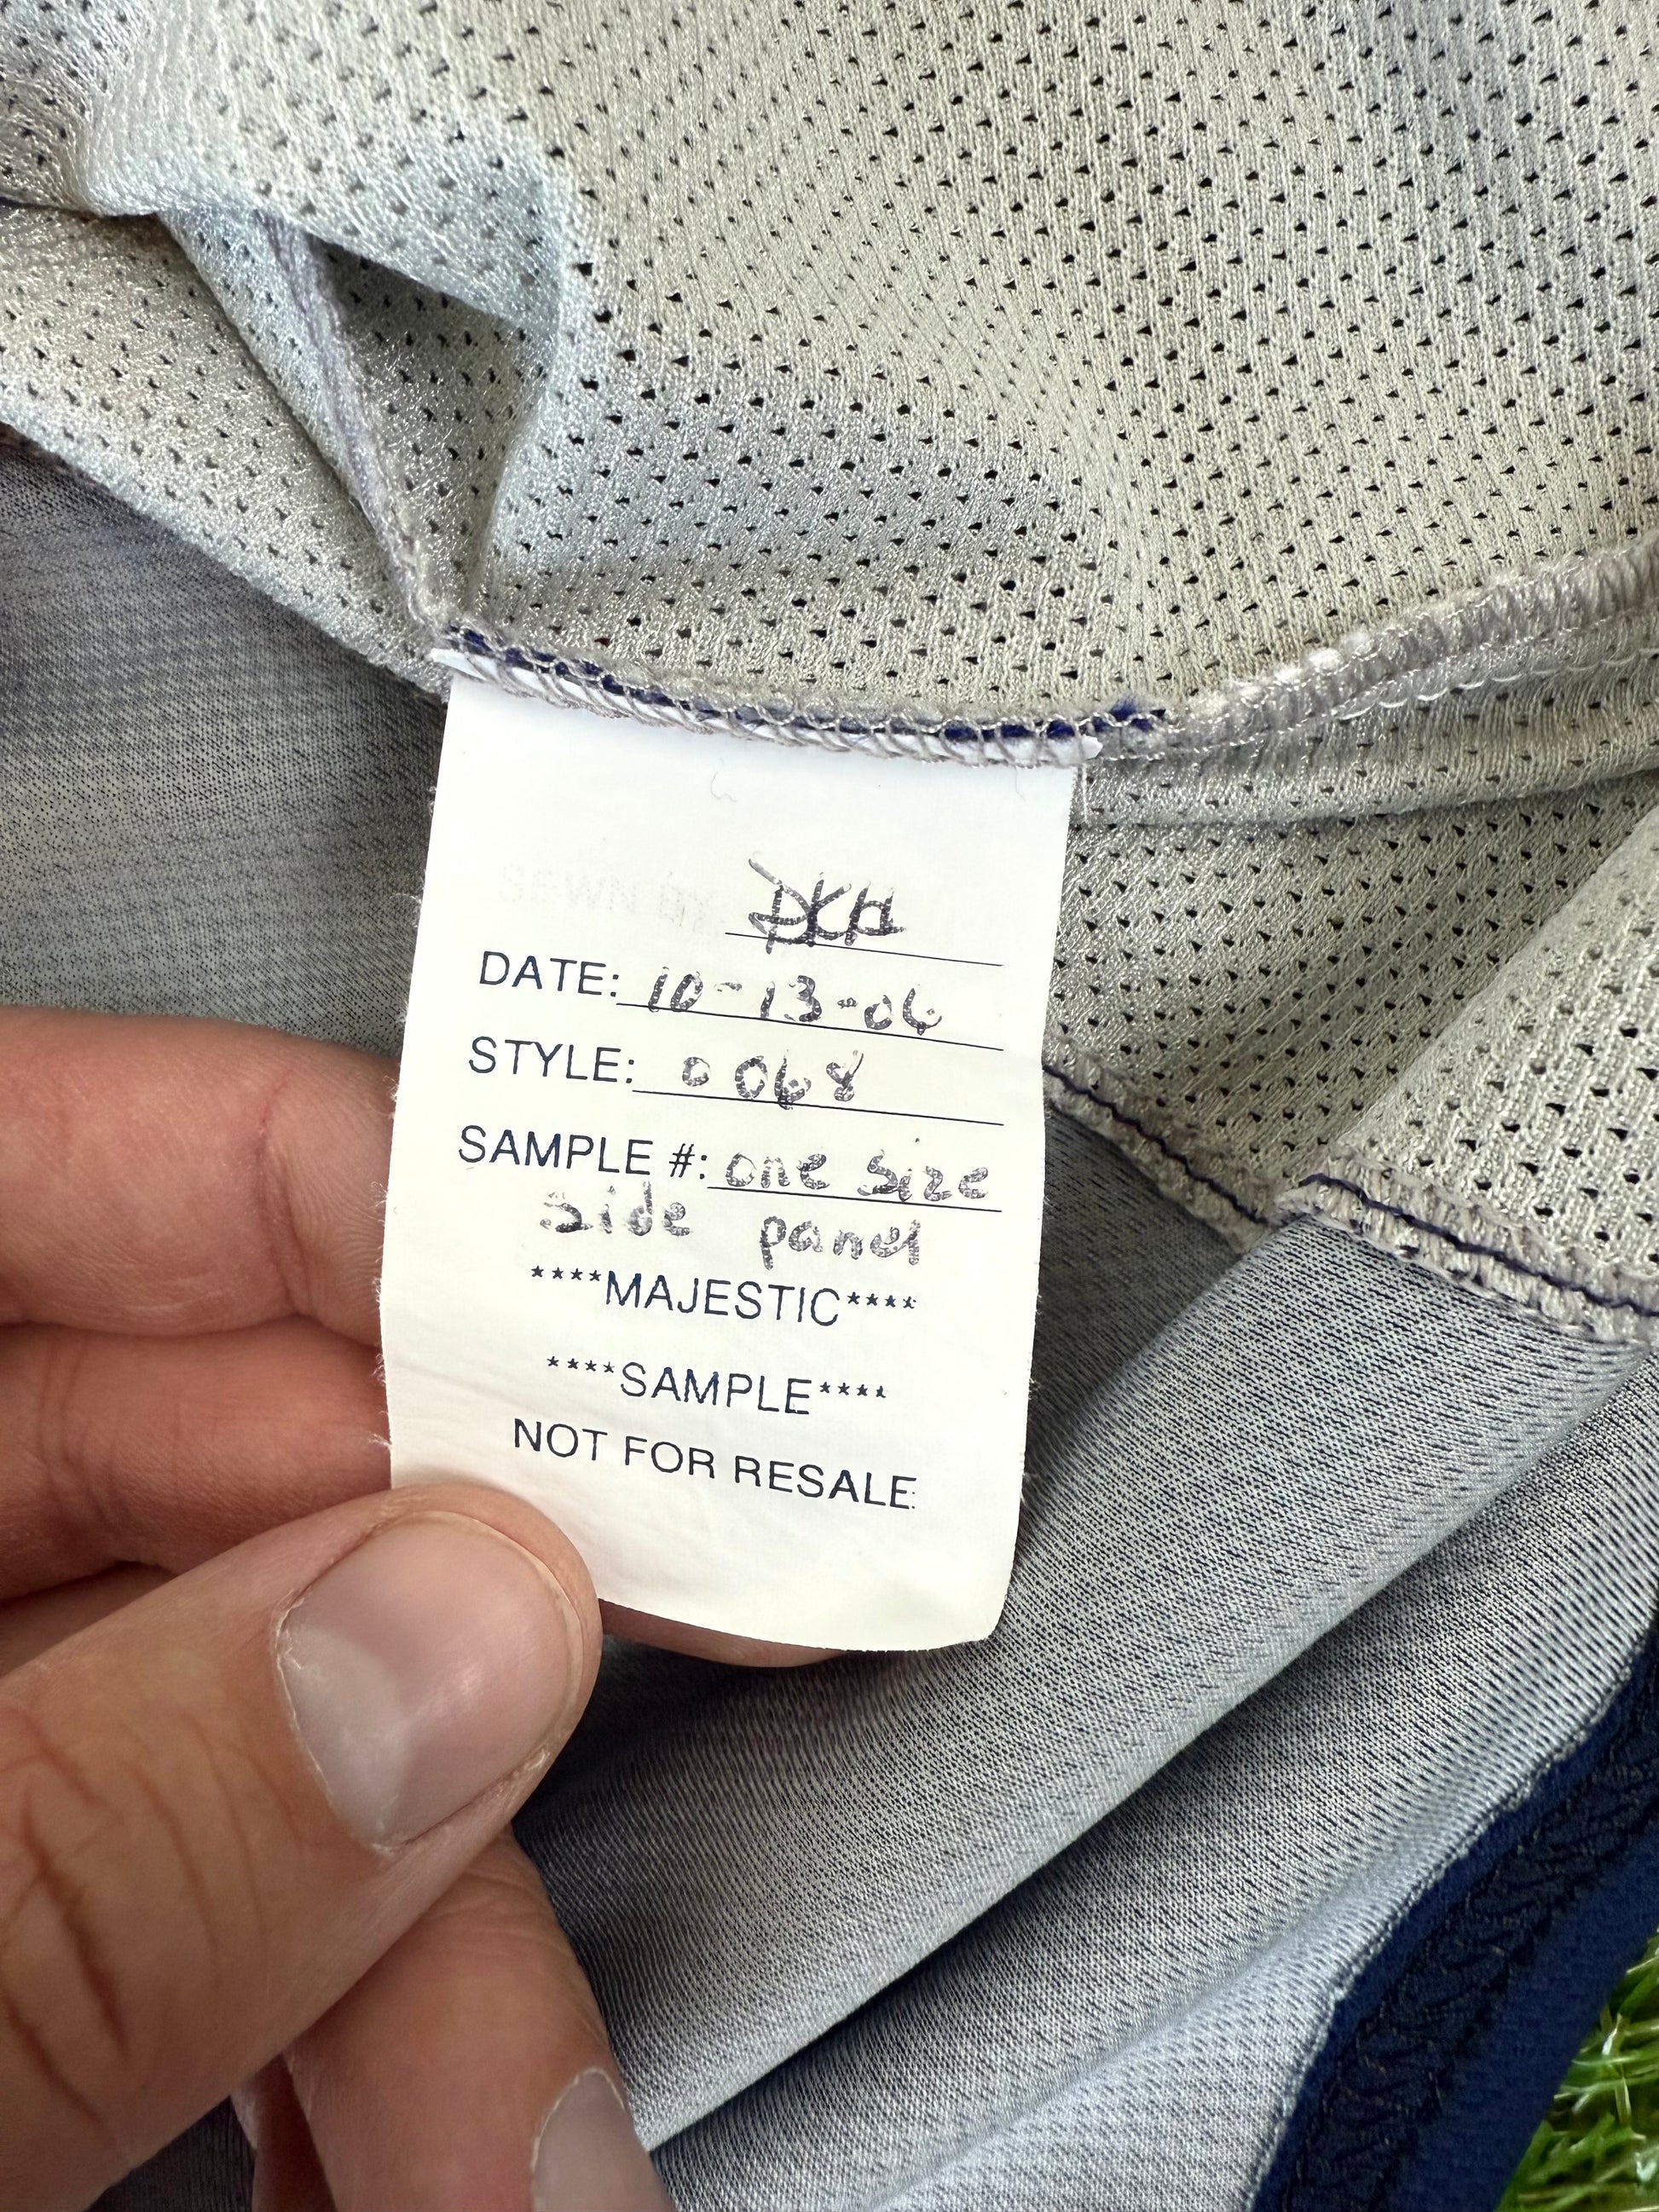 SEWN BY: DKH
DATE: 10-13-06
STYLE: 0068
SAMPLE #: one size
side panel
****MAJESTIC****
****SAMPLE****
NOT FOR RESALE